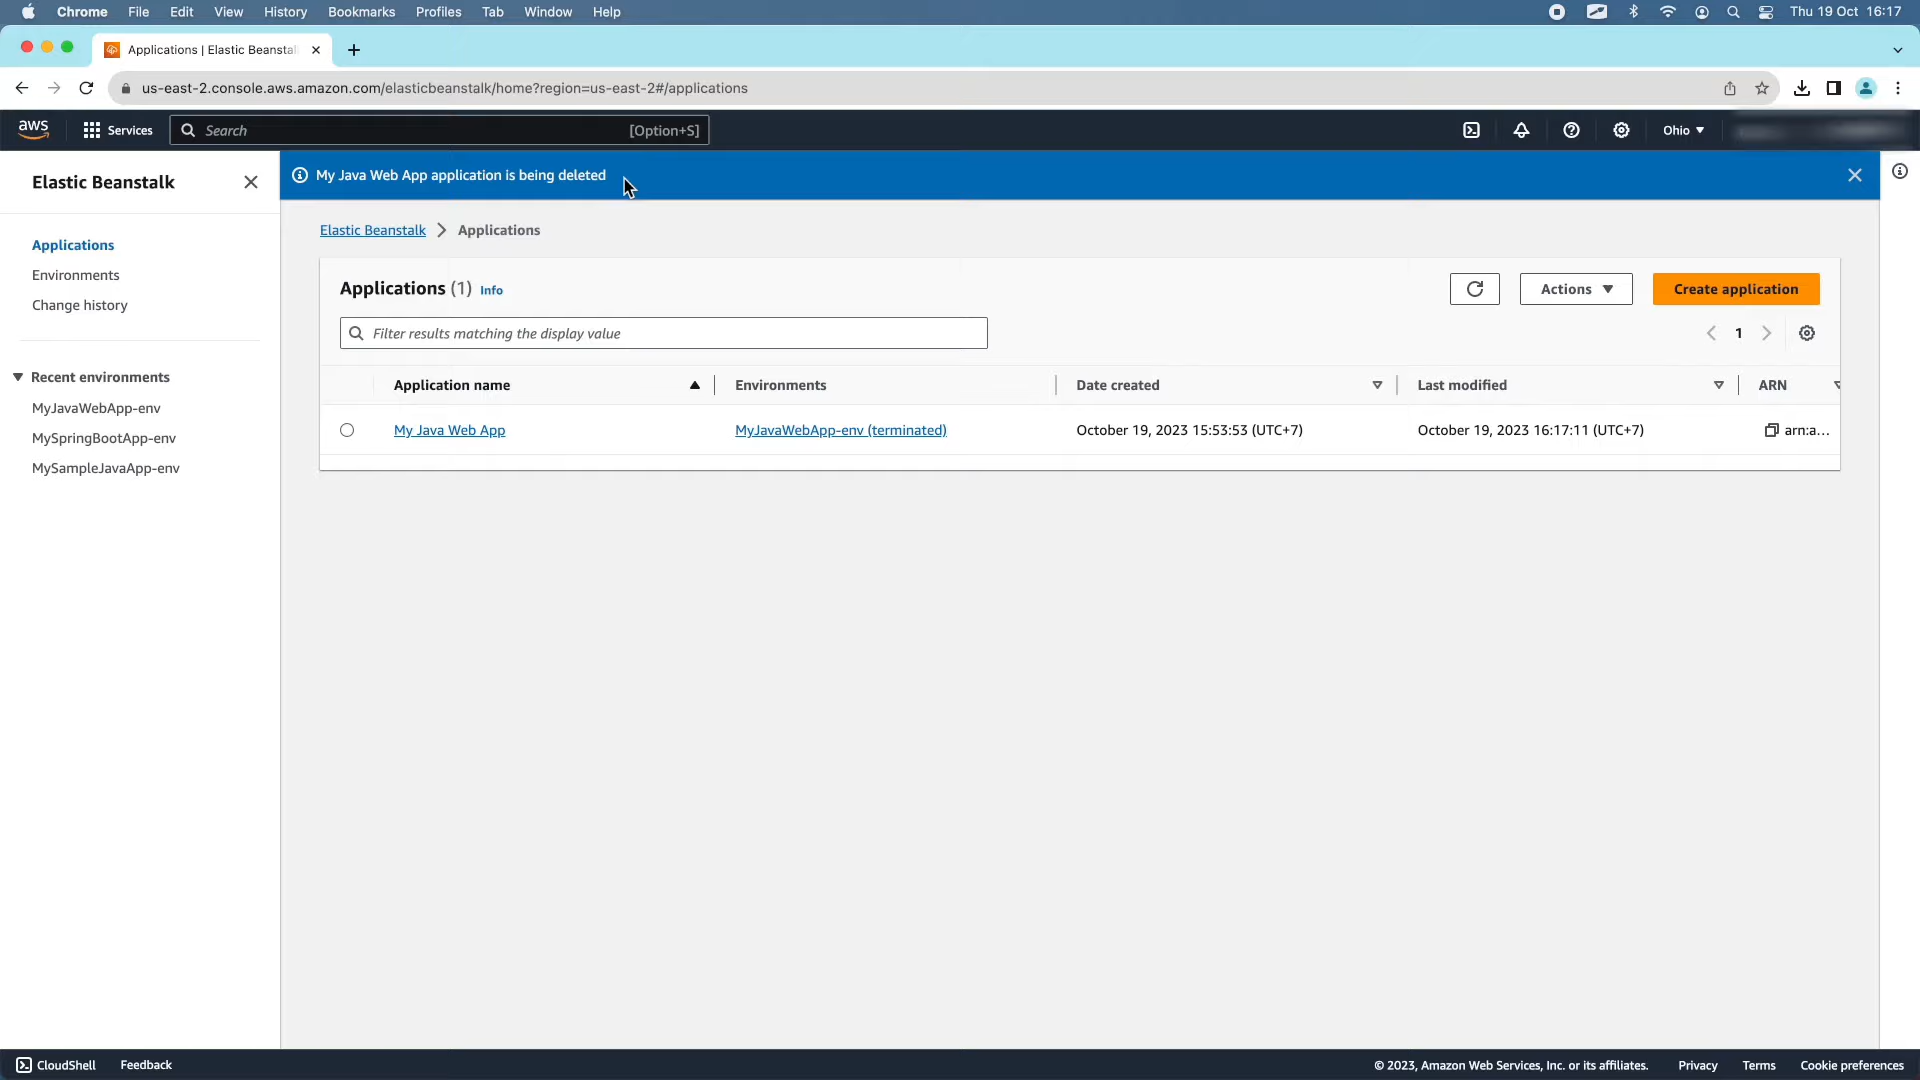 Chrome File Edit View History Bookmarks Profiles Tab Window Help Thu 19 Oct 16:17
Applications | Elastic Beanstal
us-east-2.console.aws.amazon.com/elasticbeanstalk/home?region=us-east-2#/applications
aws Services Search [Option+S] Ohio
Elastic Beanstalk
Applications
Environments
Change history
Recent environments
MyJavaWebApp-env
MySpringBootApp-env
MySampleJavaApp-env
My Java Web App application is being deleted
Elastic Beanstalk Applications
Applications (1) Info Actions Create application
Filter results matching the display value 1
Application name Environments Date created Last modified ARN
My Java Web App MyJavaWebApp-env (terminated) October 19, 2023 15:53:53 (UTC+7) October 19, 2023 16:17:11 (UTC+7) arn:a...
CloudShell Feedback © 2023, Amazon Web Services, Inc. or its affiliates. Privacy Terms Cookie preferences